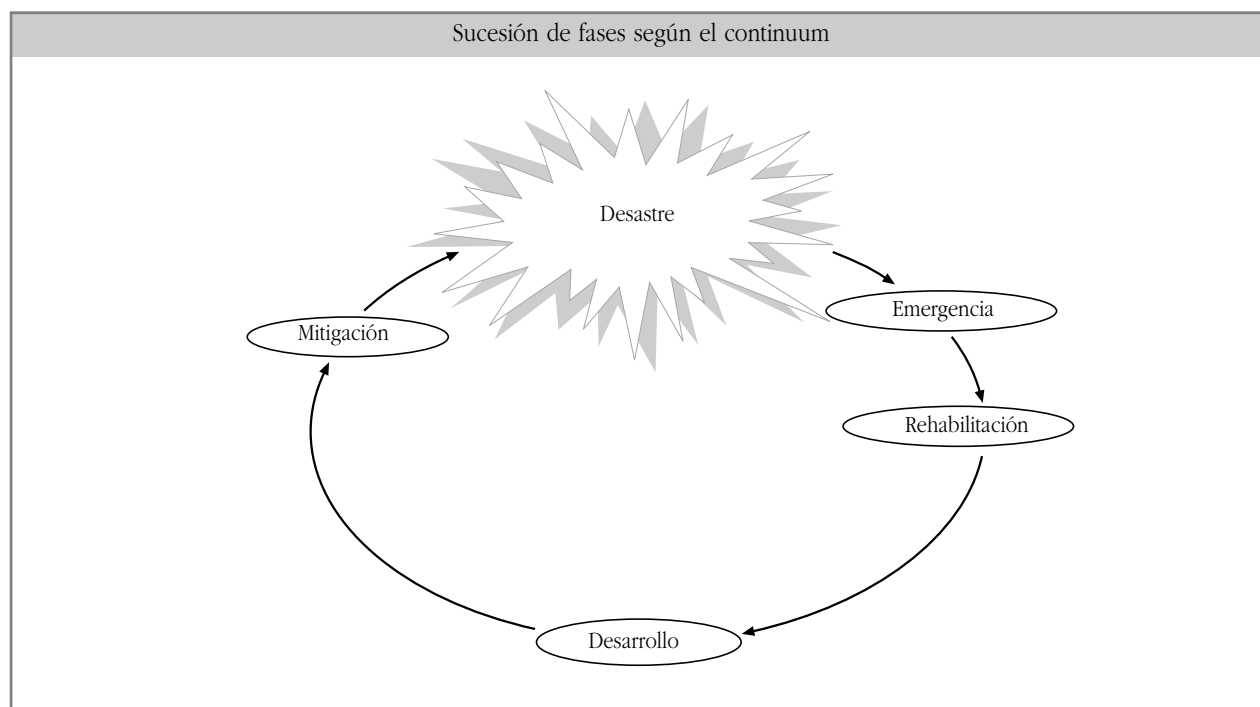 Sucesión de fases según el continuum
Desastre
Emergencia
Mitigación
Rehabilitación
Desarrollo